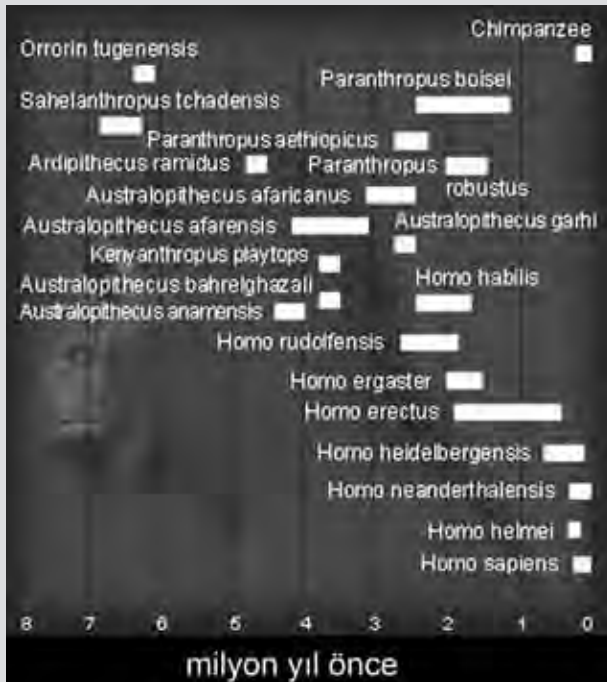 Chimpanzee
Orrorin tugenensis
Paranthropus boisei
Sahelanthropus tchadensis
Paranthropus aethiopicus
Ardipithecus ramidus
Paranthropus
robustus
Australopithecus afaricanus
Australopithecus afarensis
Australopithecus garhi
Kenyanthropus playtops
Australopithecus bahrelghazali
Homo habilis
Australopithecus anamensis
Homo rudolfensis
Homo ergaster
Homo erectus
Homo heidelbergensis
Homo neanderthalensis
Homo helmei
Homo sapiens
8 7 6 5 4 3 2 1 0
milyon yıl önce